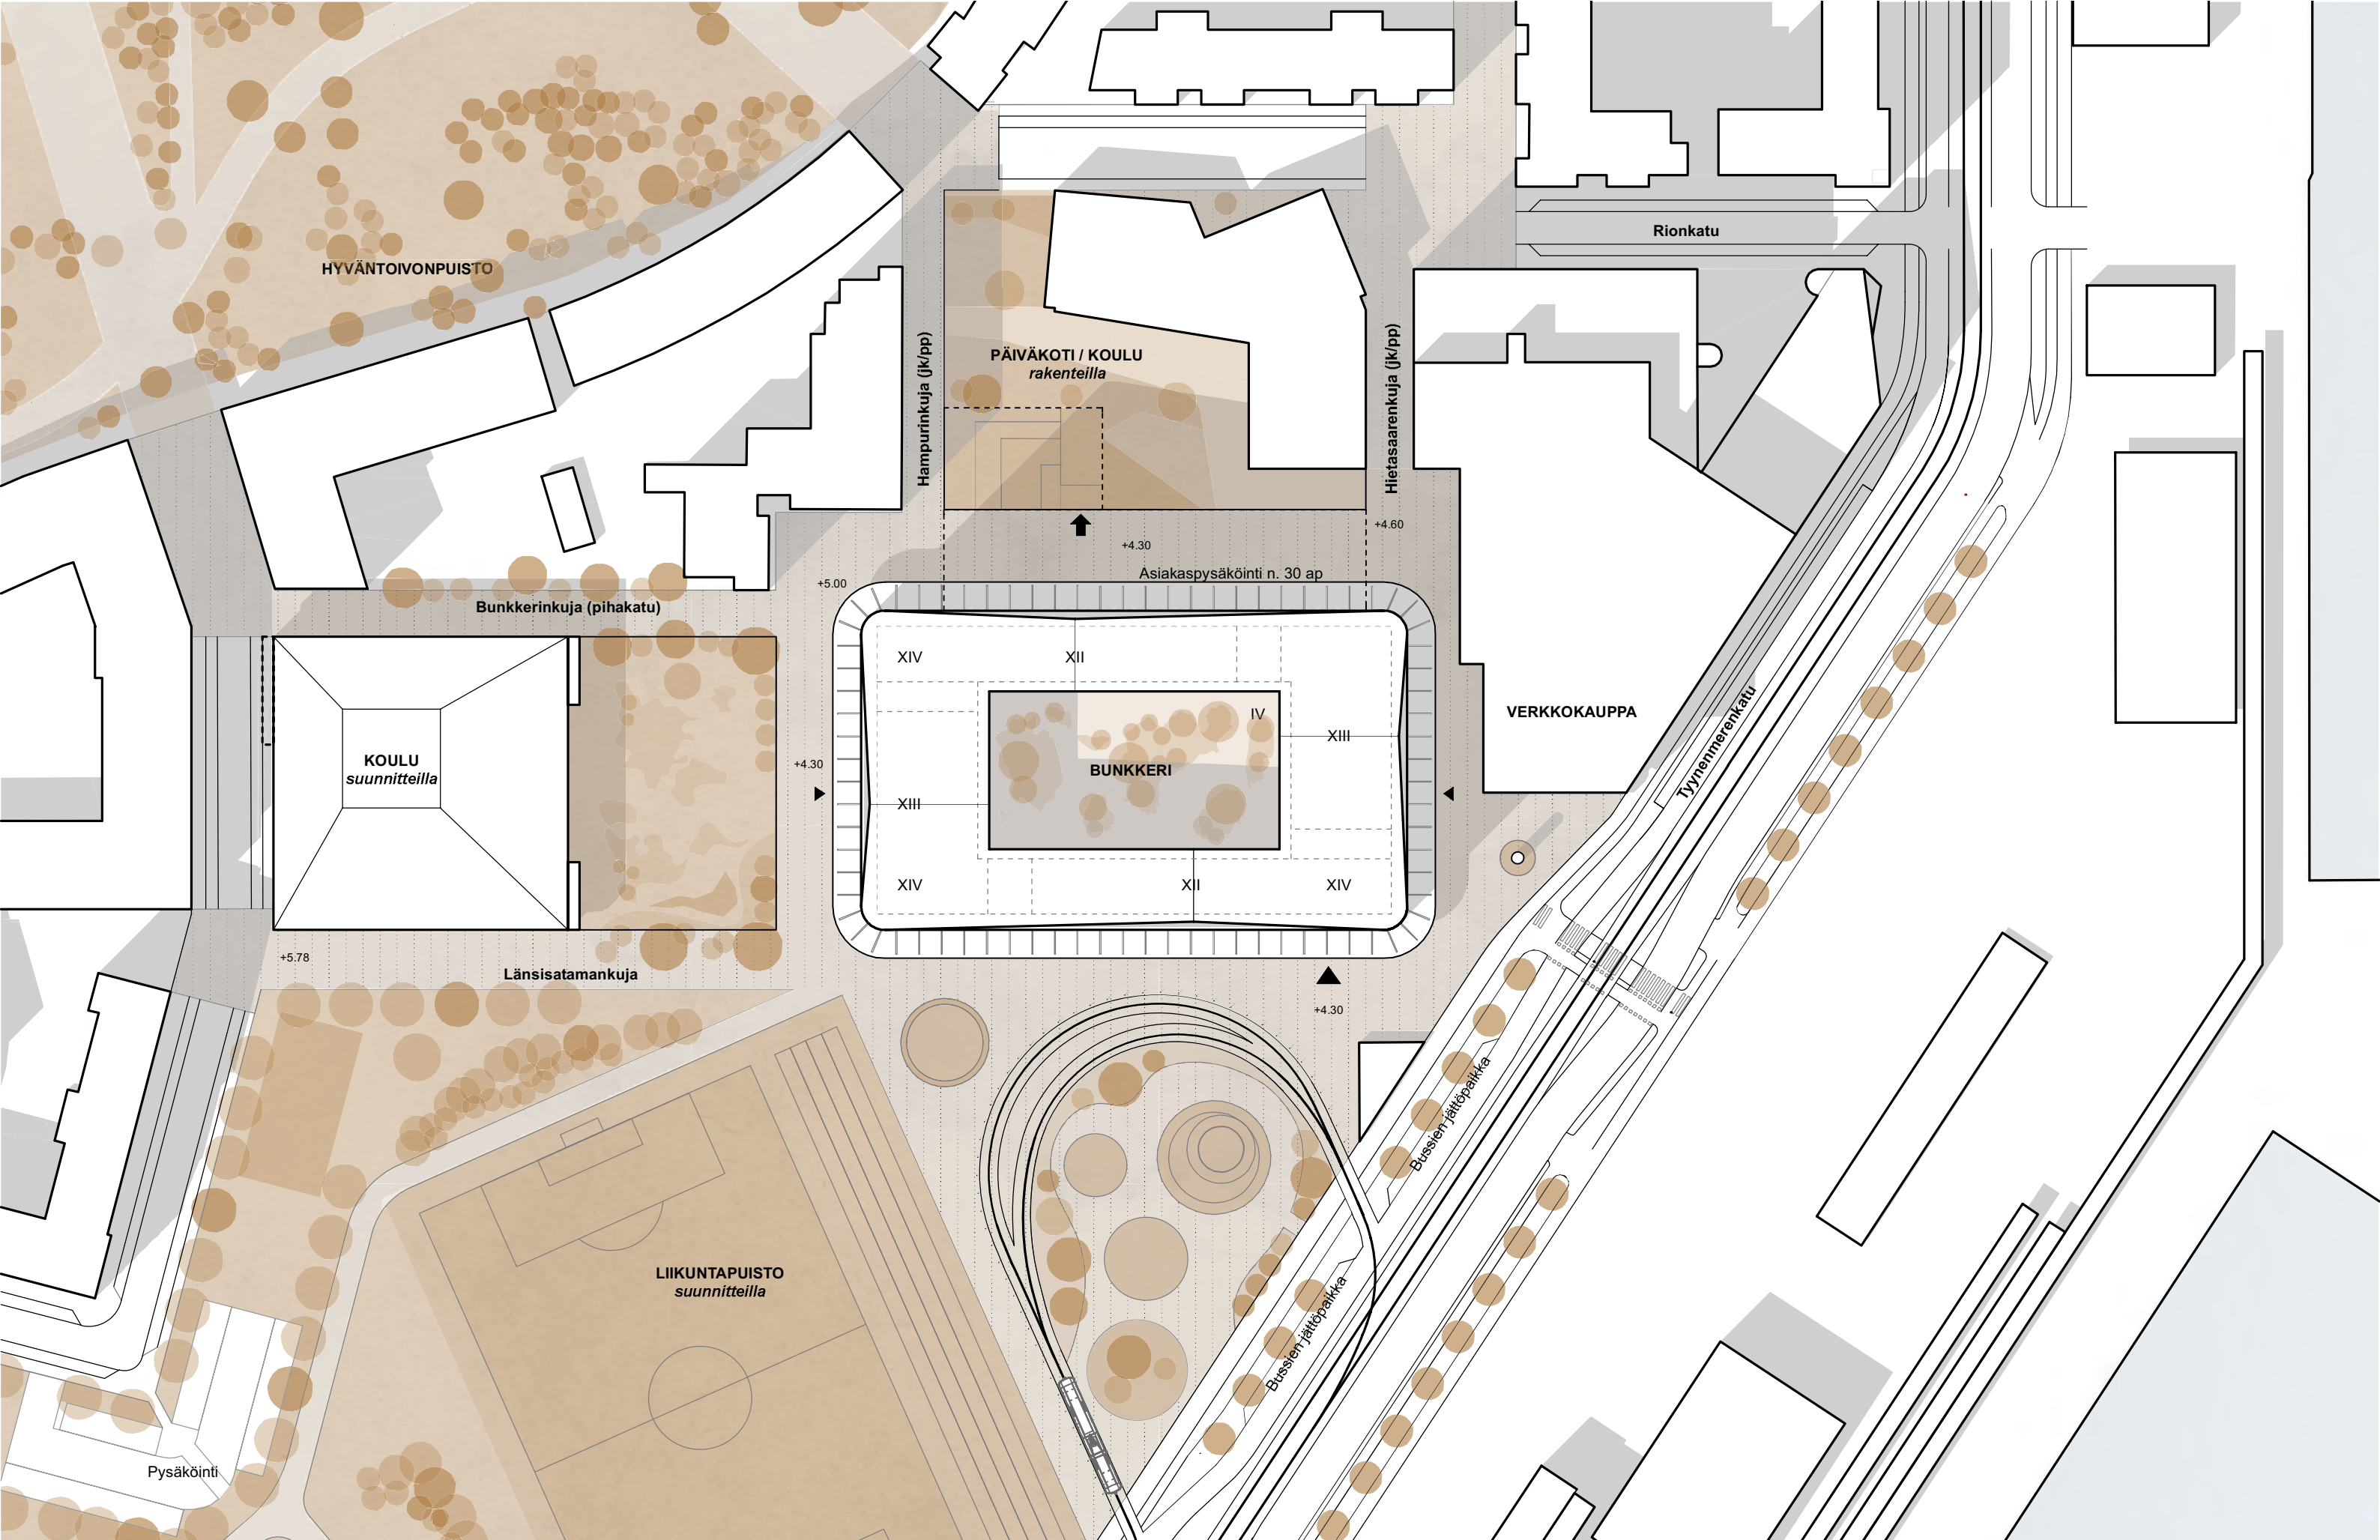 Rionkatu
HYVÄNTOIVONPUISTO
Hampurinkuja (jk/pp)
PÄIVÄKOTI / KOULU
rakenteilla
Hietasaarenkuja (jk/pp)
+4.60
+4.30
Asiakaspysäköinti n. 30 ap
+5.00
Bunkkerinkuja (pihakatu)
XIV
XII
IV
VERKKOKAUPPA
XIII
Tyynenmerenkatu
KOULU
suunnitteilla
+4.30
BUNKKERI
XIII
XIV
XII
XIV
+5.78
Länsisatamankuja
+4.30
Bussien jättöpaikka
LIIKUNTAPUISTO
suunnitteilla
Bussien jättöpaikka
Pysäköinti